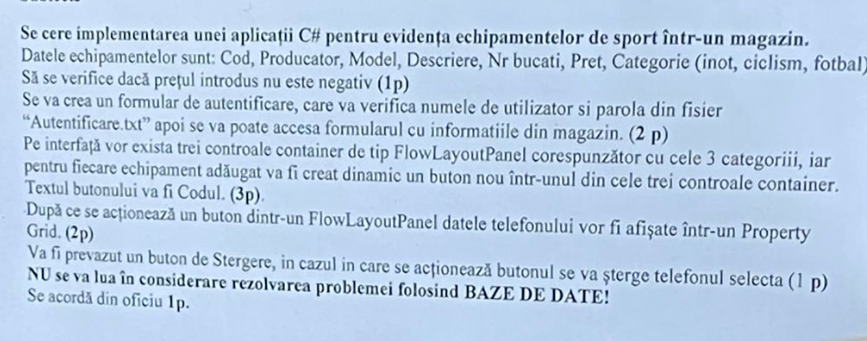 Se cere implementarea unei aplicații C# pentru evidența echipamentelor de sport într-un magazin.
Datele echipamentelor sunt: Cod, Producator, Model, Descriere, Nr bucati, Pret, Categorie (inot, ciclism, fotbal)
Să se verifice dacă prețul introdus nu este negativ (1p)
Se va crea un formular de autentificare, care va verifica numele de utilizator si parola din fisier
“Autentificare.txt” apoi se va poate accesa formularul cu informatiile din magazin. (2 p)
Pe interfață vor exista trei controale container de tip FlowLayoutPanel corespunzător cu cele 3 categoriii, iar
pentru fiecare echipament adăugat va fi creat dinamic un buton nou într-unul din cele trei controale container.
Textul butonului va fi Codul. (3p).
După ce se acționează un buton dintr-un FlowLayoutPanel datele telefonului vor fi afișate într-un Property
Grid. (2p)
Va fi prevazut un buton de Stergere, in cazul in care se acționează butonul se va șterge telefonul selecta (1 p)
NU se va lua în considerare rezolvarea problemei folosind BAZE DE DATE!
Se acordă din oficiu 1p.